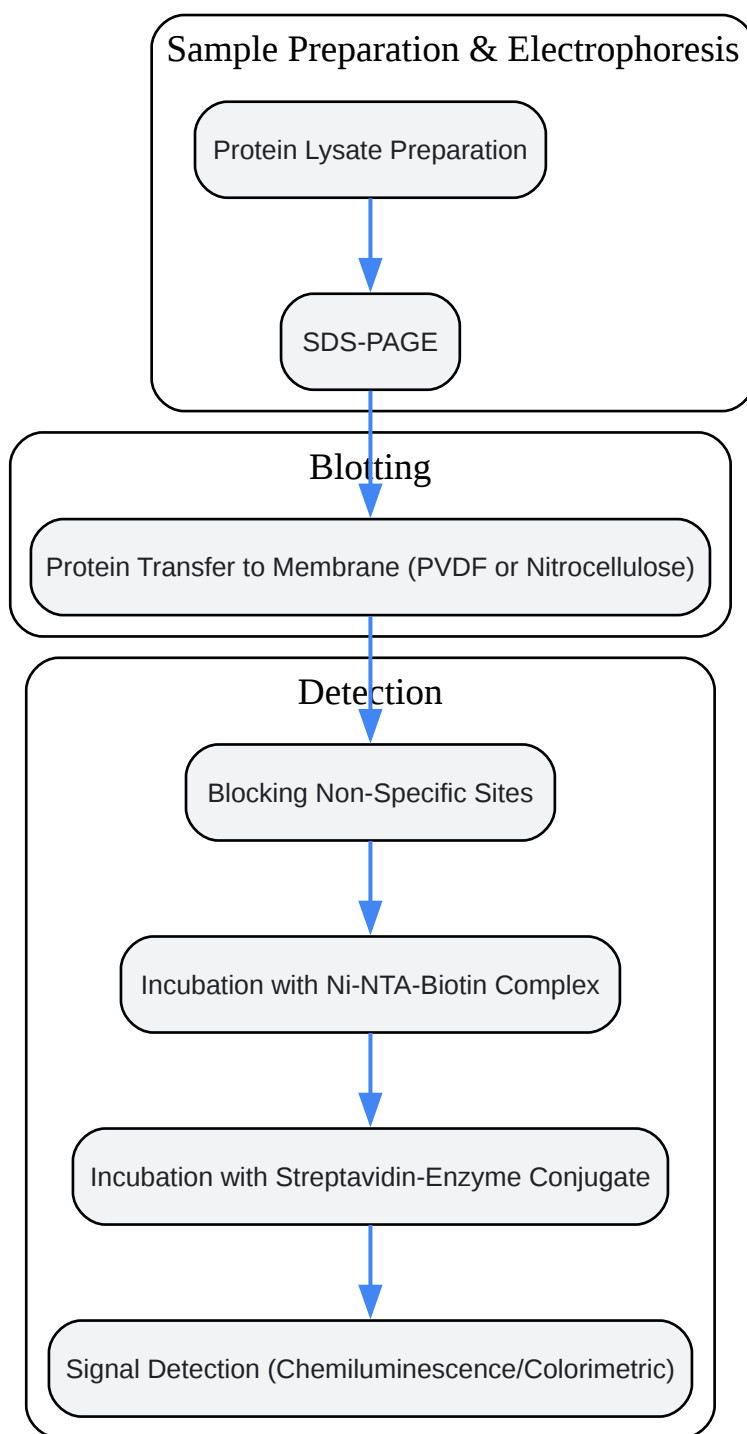 Sample Preparation & Electrophoresis
Protein Lysate Preparation
SDS-PAGE
Blotting
Protein Transfer to Membrane (PVDF or Nitrocellulose)
Detection
Blocking Non-Specific Sites
Incubation with Ni-NTA-Biotin Complex
Incubation with Streptavidin-Enzyme Conjugate
Signal Detection (Chemiluminescence/Colorimetric)